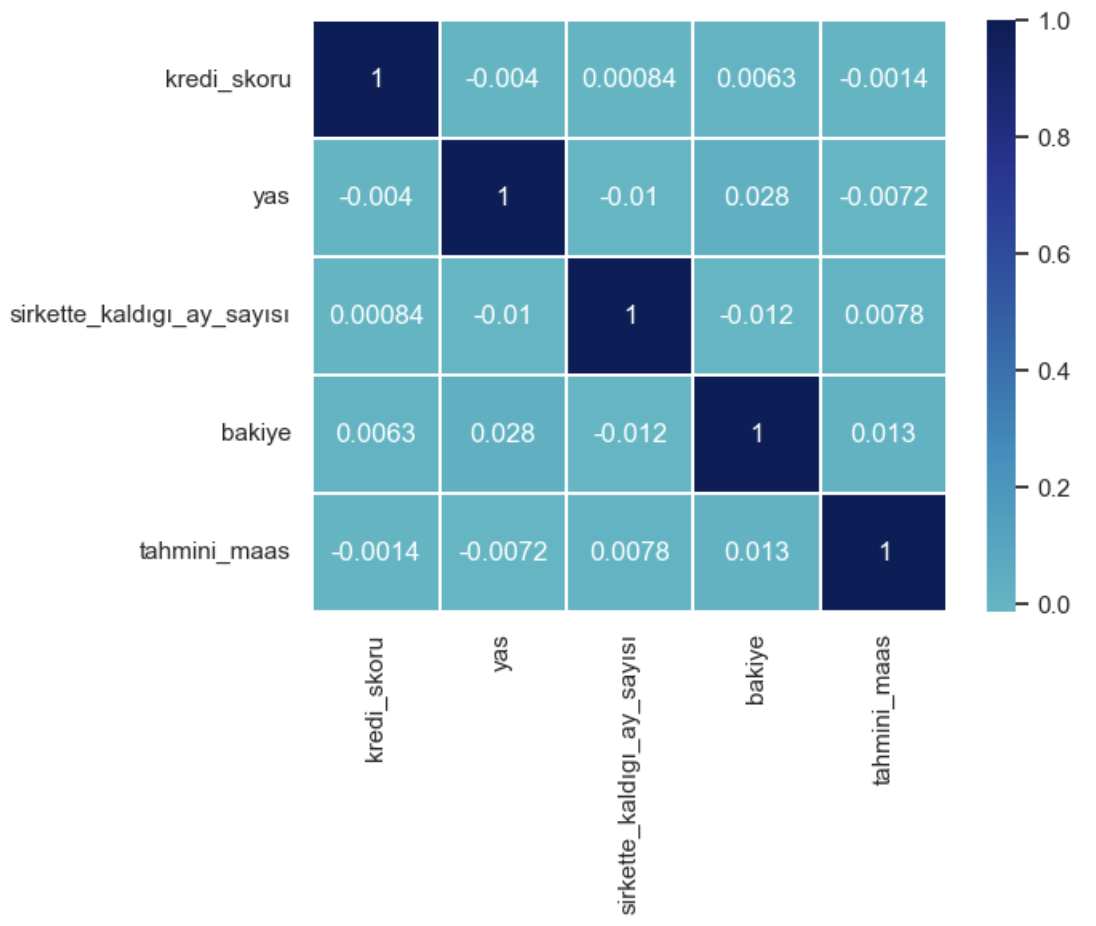 kredi_skoru 1 -0.004 0.00084 0.0063 -0.0014
yas -0.004 1 -0.01 0.028 -0.0072
sirkette_kaldıgı_ay_sayısı 0.00084 -0.01 1 -0.012 0.0078
bakiye 0.0063 0.028 -0.012 1 0.013
tahmini_maas -0.0014 -0.0072 0.0078 0.013 1
kredi_skoru
yas
sirkette_kaldıgı_ay_sayısı
bakiye
tahmini_maas
1.0
0.8
0.6
0.4
0.2
0.0